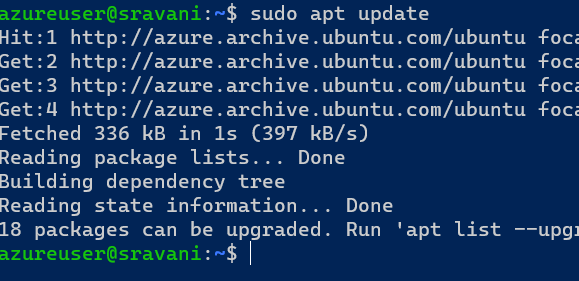 azureuser@sravani:~$ sudo apt update
Hit:1 http://azure.archive.ubuntu.com/ubuntu foca
Get:2 http://azure.archive.ubuntu.com/ubuntu foca
Get:3 http://azure.archive.ubuntu.com/ubuntu foca
Get:4 http://azure.archive.ubuntu.com/ubuntu foca
Fetched 336 kB in 1s (397 kB/s)
Reading package lists... Done
Building dependency tree
Reading state information... Done
18 packages can be upgraded. Run 'apt list --upgr
azureuser@sravani:~$